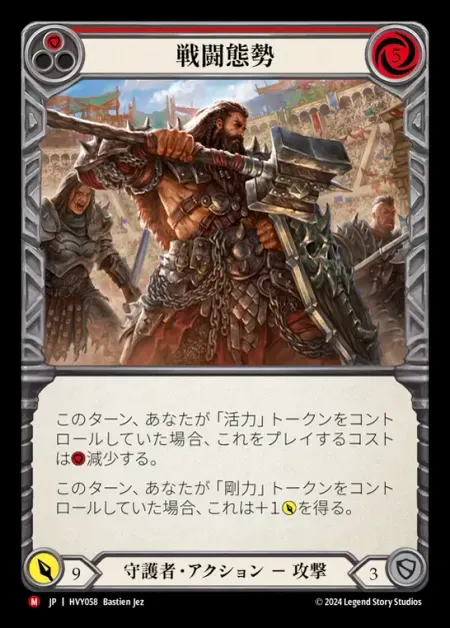 5
戦闘態勢
このターン、あなたが「活力」トークンをコント
ロールしていた場合、これをプレイするコスト
は減少する。
このターン、あなたが「剛力」トークンをコント
ロールしていた場合、これは+1を得る。
9
守護者・アクション − 攻撃
3
M JP | HVY058 Bastien Jez
© 2024 Legend Story Studios